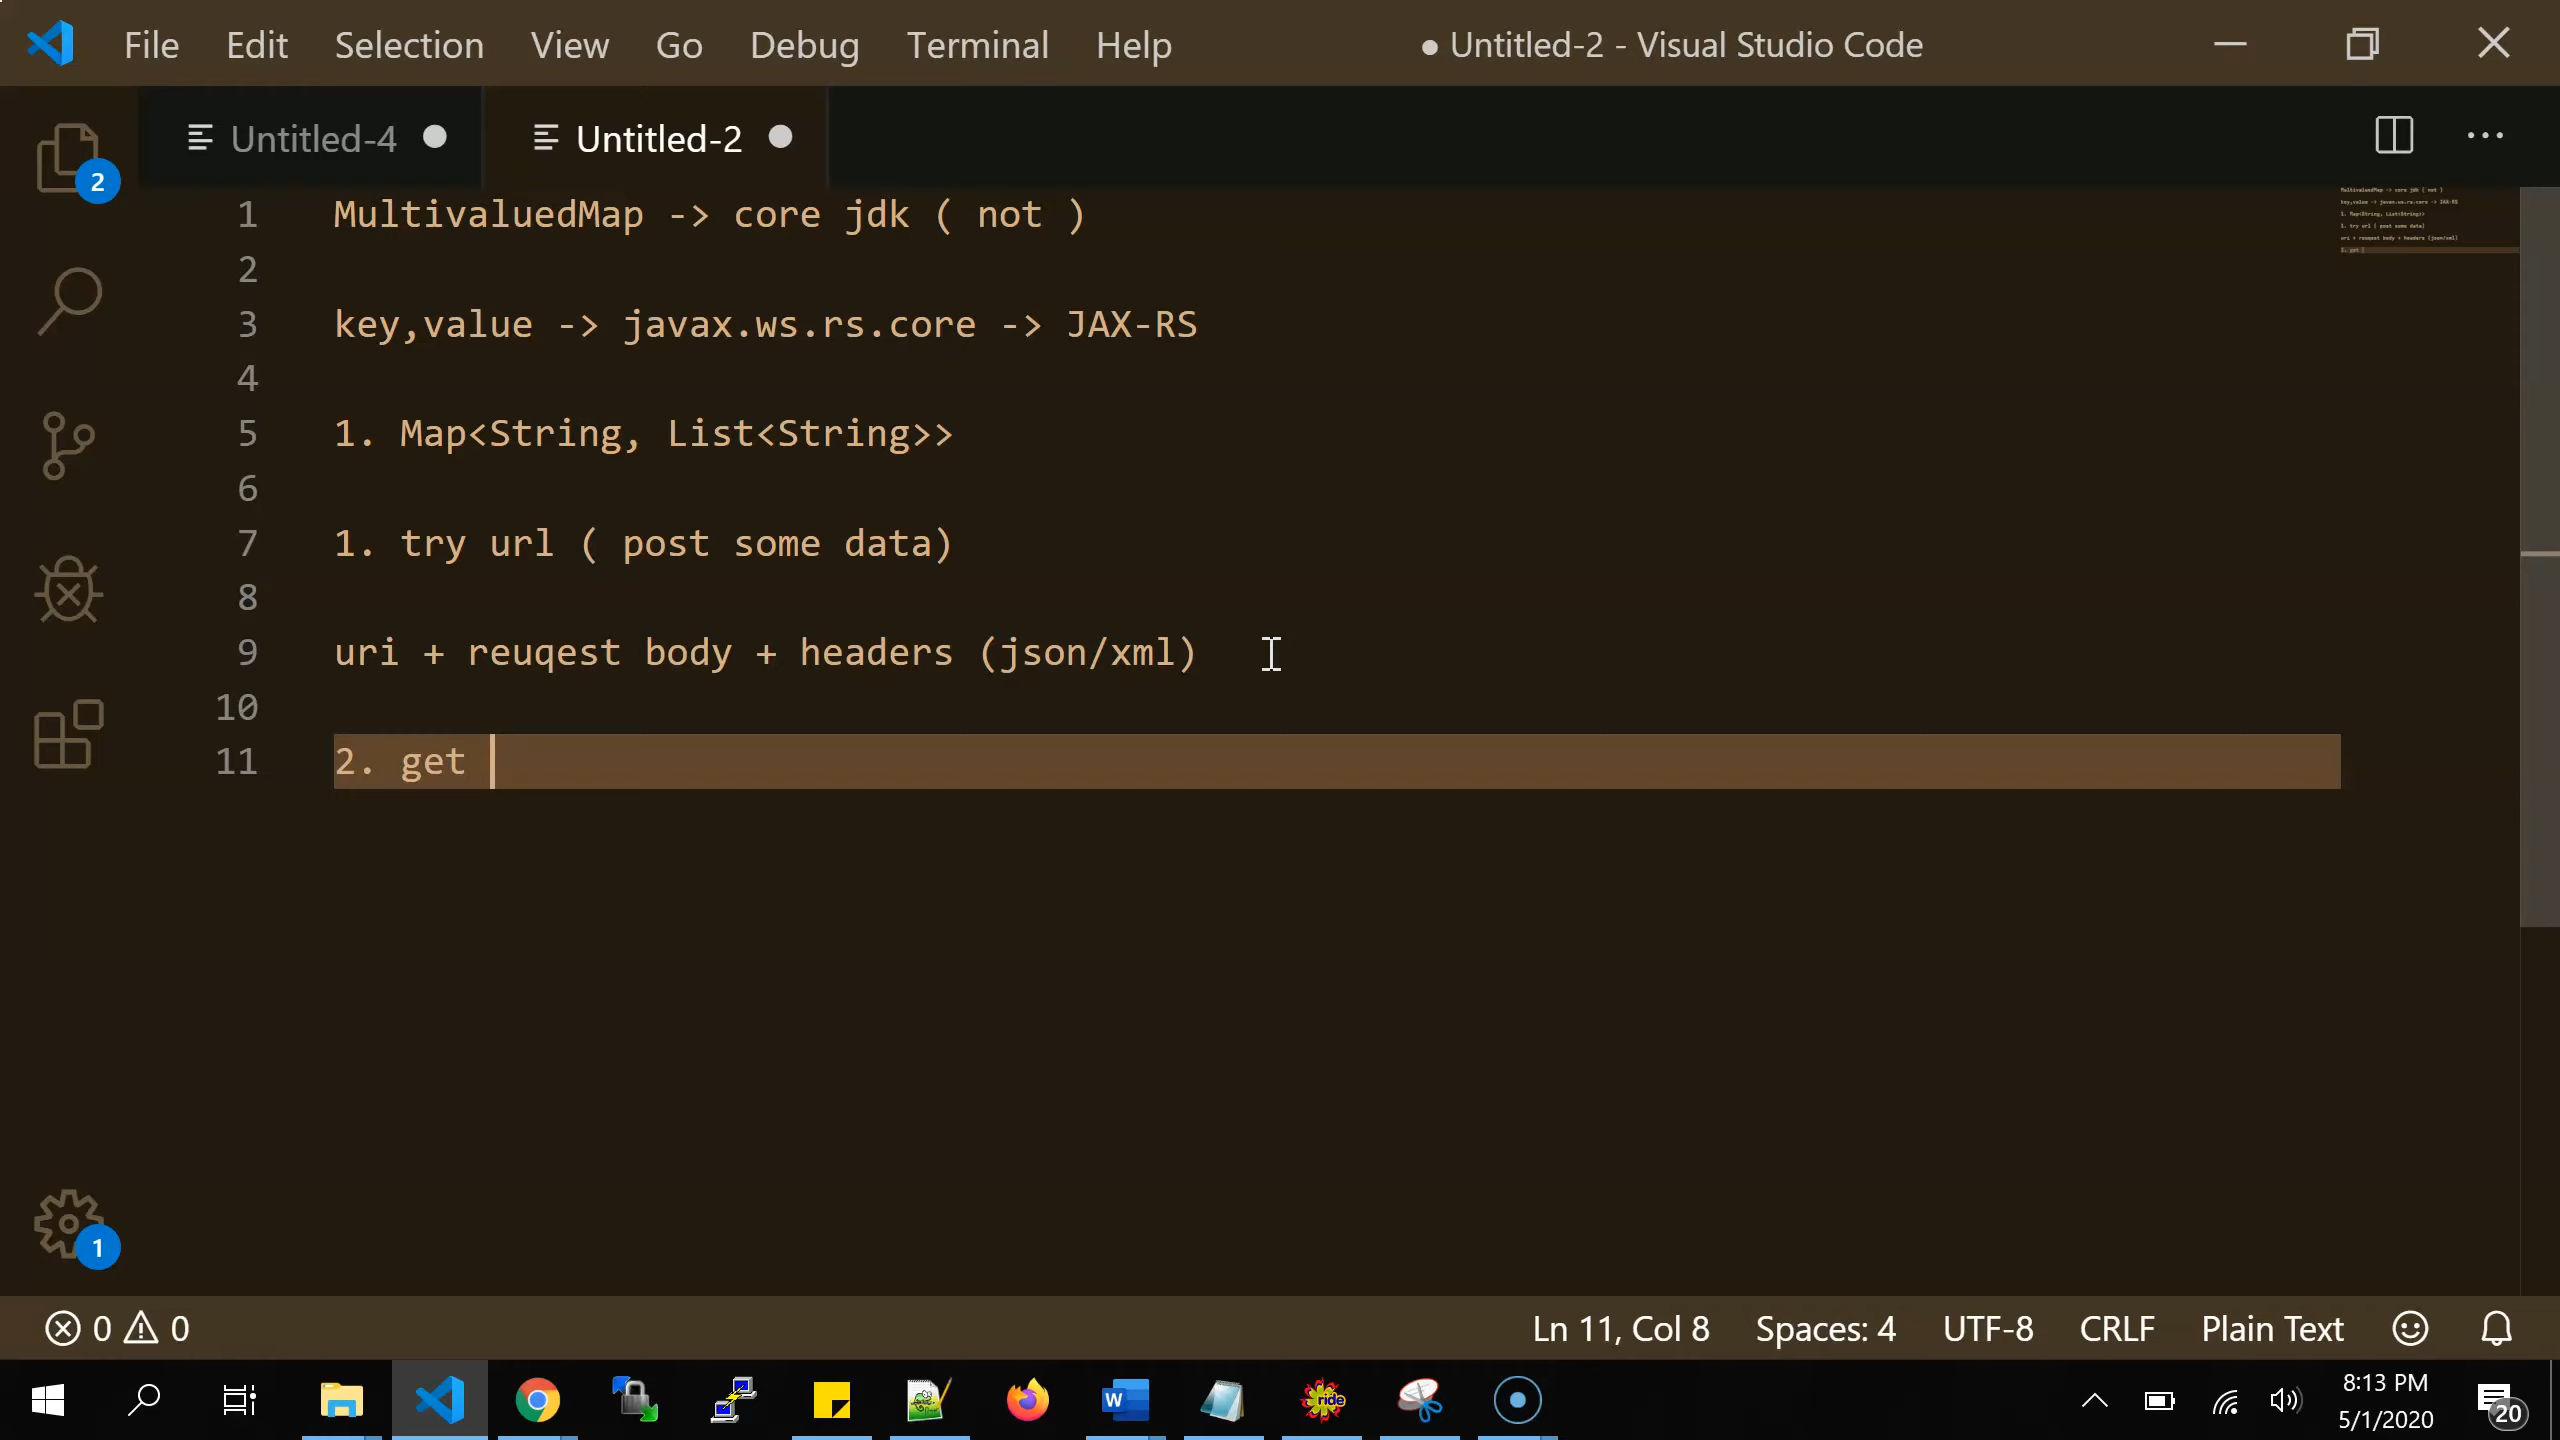 File Edit Selection View Go Debug Terminal Help ● Untitled-2 - Visual Studio Code
Untitled-4 Untitled-2
2
1 MultivaluedMap -> core jdk ( not )
2
3 key,value -> javax.ws.rs.core -> JAX-RS
4
5 1. Map<String, List<String>>
6
7 1. try url ( post some data)
8
9 uri + reuqest body + headers (json/xml)
10
11 2. get
1
0 0 Ln 11, Col 8 Spaces: 4 UTF-8 CRLF Plain Text
ride
W
8:13 PM
5/1/2020
20